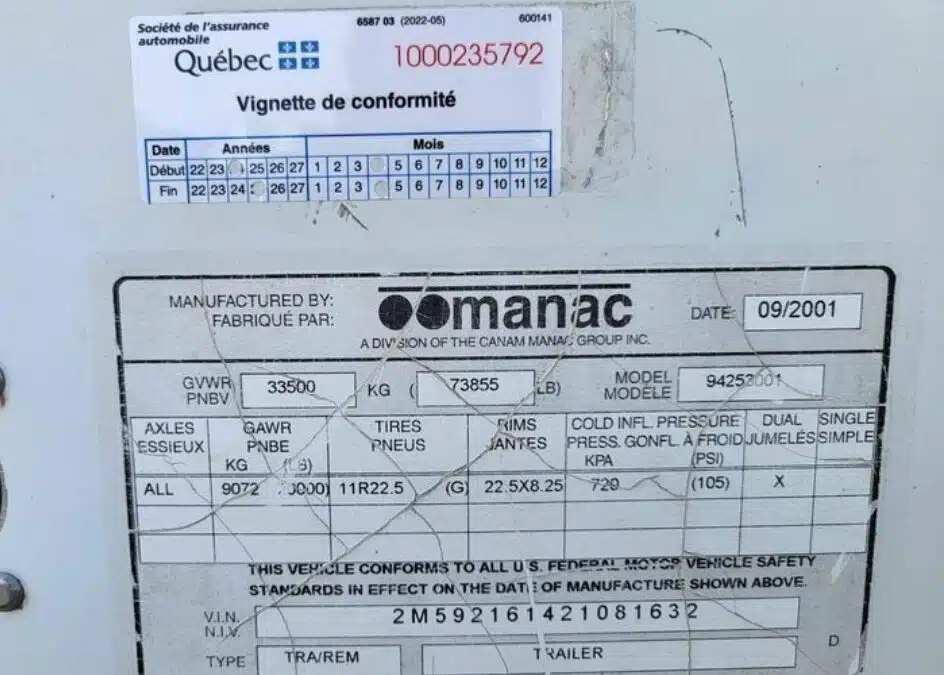 Société de l'assurance
automobile
Québec
6587 03 (2022-05)
600141
1000235792
Vignette de conformité
Date Années Mois
Début 22 23 25 26 27 1 2 3 5 6 7 8 9 10 11 12
Fin 22 23 24 26 27 1 2 3 5 6 7 8 9 10 11 12
MANUFACTURED BY:
FABRIQUÉ PAR:
manac
A DIVISION OF THE CANAM MANAC GROUP INC.
DATE: 09/2001
GVWR
PNBV
33500 KG ( 73855 LB)
MODEL
MODÈLE
94253001
AXLES
ESSIEUX
GAWR
PNBE
KG (LB)
TIRES
PNEUS
RIMS
JANTES
COLD INFL. PRESSURE
PRESS. GONFL. À FROID
KPA (PSI)
DUAL
JUMELÉS
SINGLE
SIMPLE
ALL 9072 11R22.5 (G) 22.5X8.25 720 (105) X
THIS VEHICLE CONFORMS TO ALL U.S. FEDERAL MOTOR VEHICLE SAFETY
STANDARDS IN EFFECT ON THE DATE OF MANUFACTURE SHOWN ABOVE.
V.I.N.
N.I.V.
2M592161421081632
D
TYPE TRA/REM TRAILER